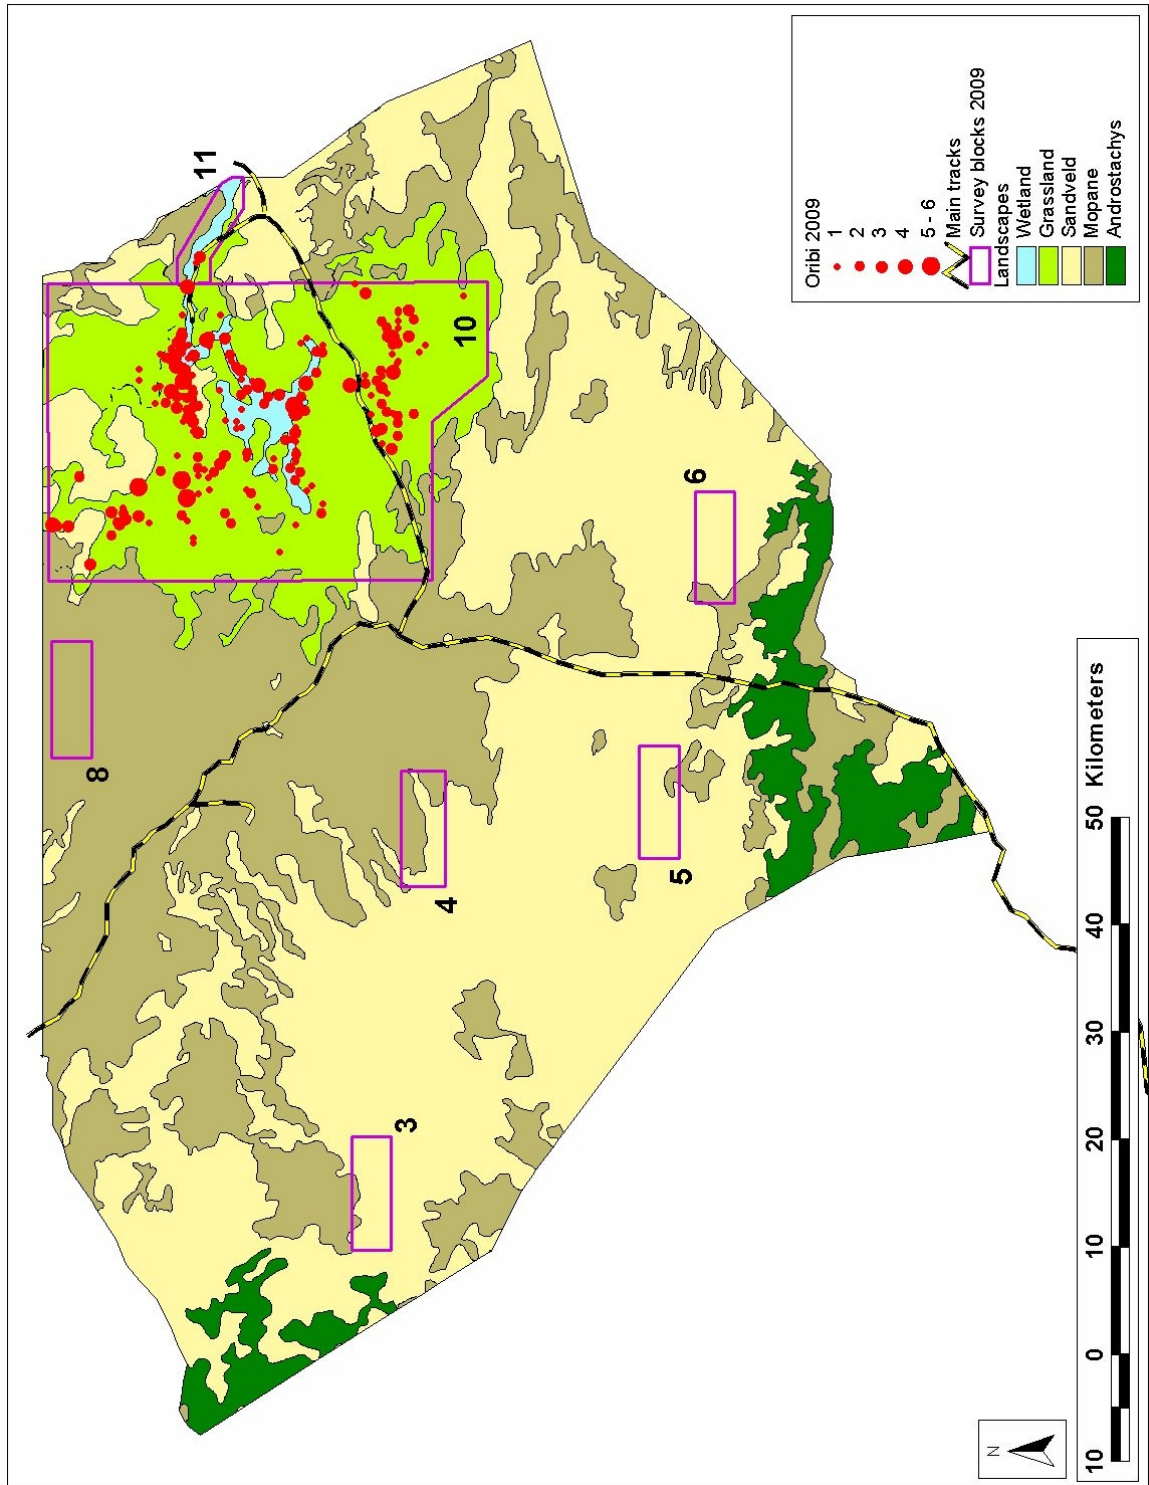 11
10
6
8
4
5
3
Oribi 2009
1
2
3
4
5 - 6
Main tracks
Survey blocks 2009
Landscapes
Wetland
Grassland
Sandveld
Mopane
Androstachys
N
10 0 10 20 30 40 50 Kilometers